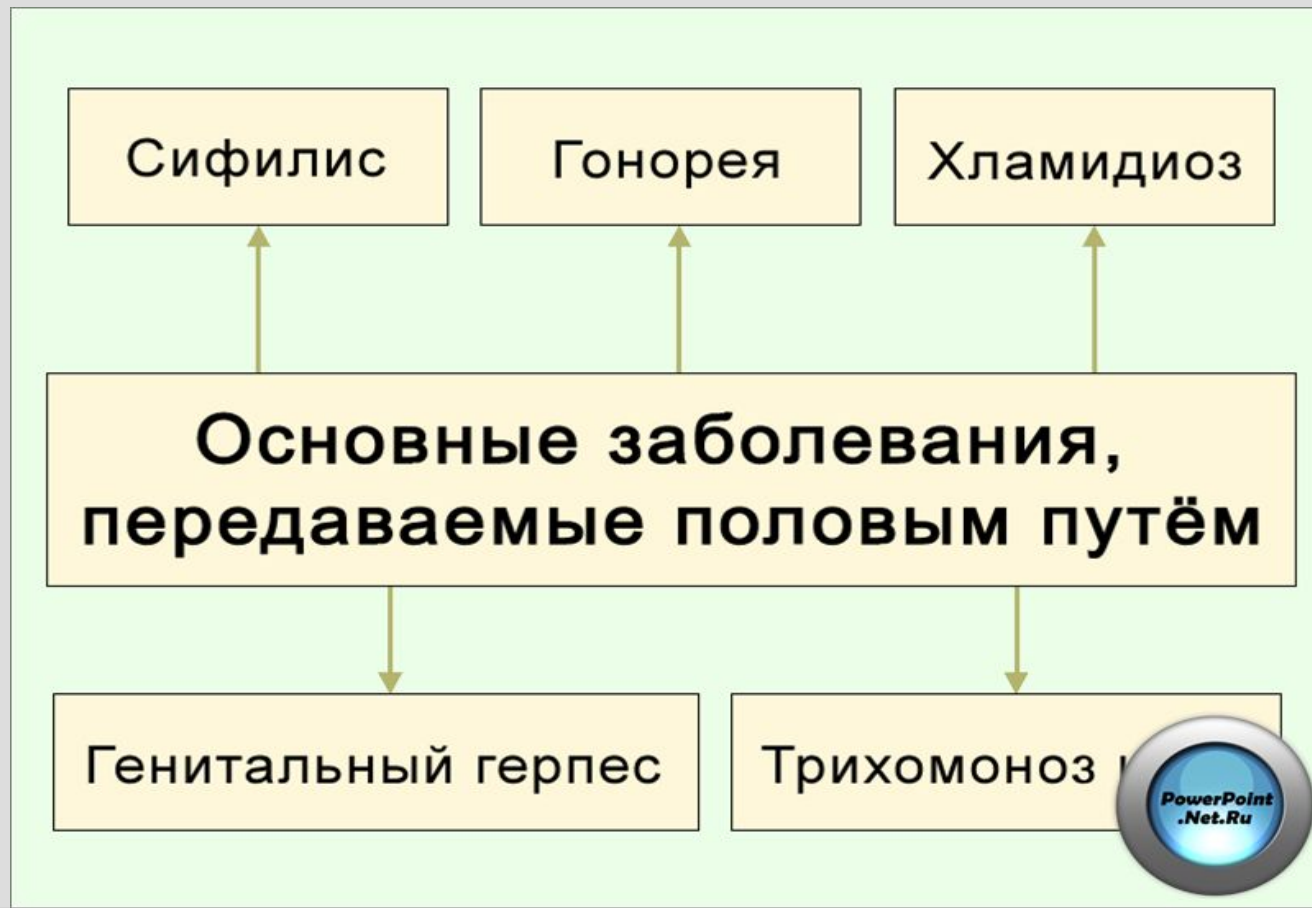 Сифилис
Гонорея
Хламидиоз
Основные заболевания,
передаваемые половым путём
Генитальный герпес
Трихомоноз
PowerPoint
.Net.Ru